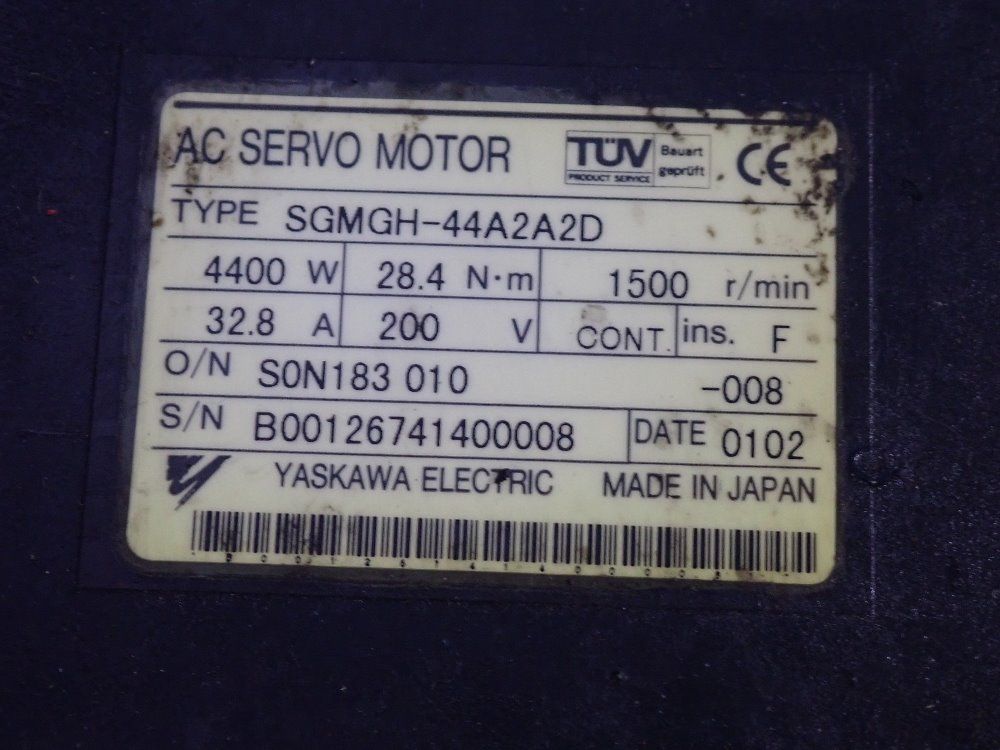 AC SERVO MOTOR TÜV PRODUCT SERVICE Bauart geprüft CE
TYPE SGMGH-44A2A2D
4400 W 28.4 N·m 1500 r/min
32.8 A 200 V CONT. ins. F
O/N S0N183 010 -008
S/N B00126741400008 DATE 0102
YASKAWA ELECTRIC MADE IN JAPAN